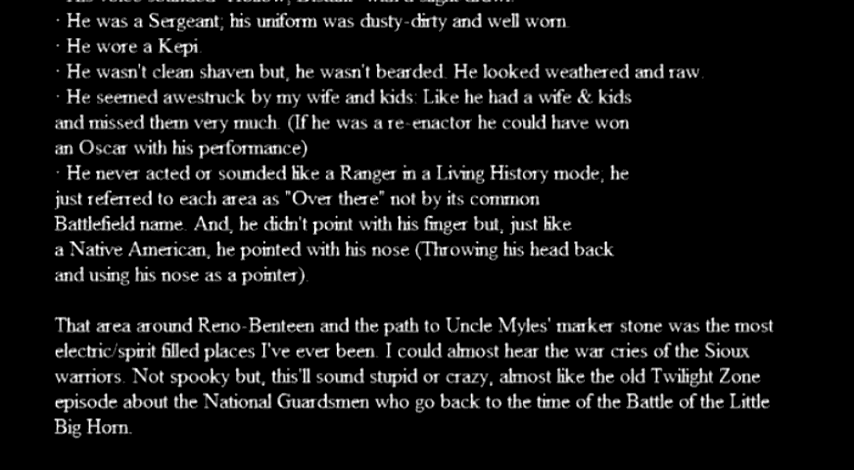 · He was a Sergeant; his uniform was dusty-dirty and well worn.
· He wore a Kepi.
· He wasn't clean shaven but, he wasn't bearded. He looked weathered and raw.
· He seemed awestruck by my wife and kids: Like he had a wife & kids
and missed them very much. (If he was a re-enactor he could have won
an Oscar with his performance)
· He never acted or sounded like a Ranger in a Living History mode, he
just referred to each area as "Over there" not by its common
Battlefield name. And, he didn't point with his finger but, just like
a Native American, he pointed with his nose (Throwing his head back
and using his nose as a pointer).
That area around Reno-Benteen and the path to Uncle Myles' marker stone was the most
electric/spirit filled places I've ever been. I could almost hear the war cries of the Sioux
warriors. Not spooky but, this'll sound stupid or crazy, almost like the old Twilight Zone
episode about the National Guardsmen who go back to the time of the Battle of the Little
Big Horn.